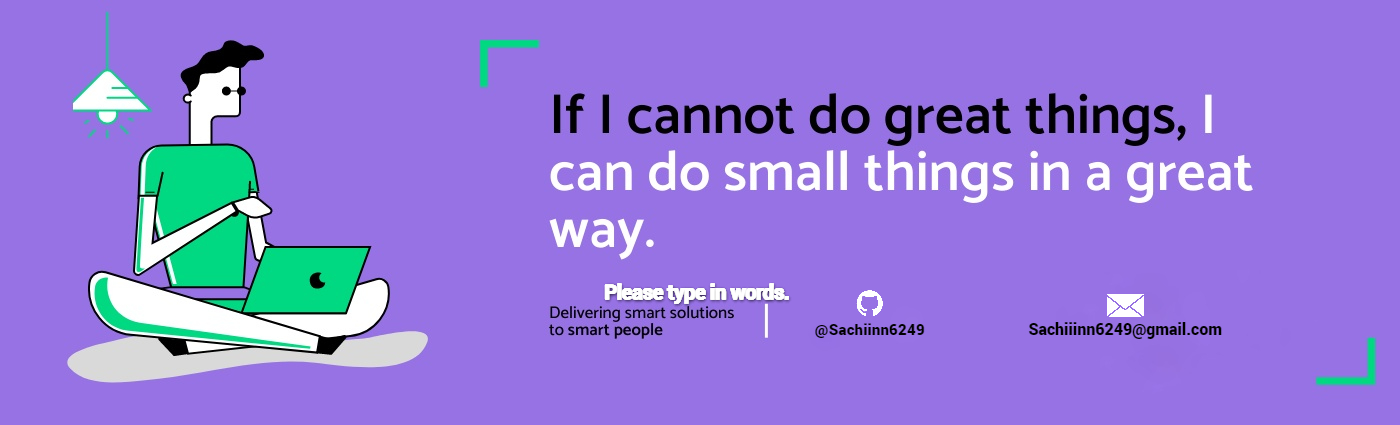 If I cannot do great things, I
can do small things in a great
way.
Please type in words.
Delivering smart solutions
to smart people
@Sachiinn6249
Sachiiinn6249@gmail.com